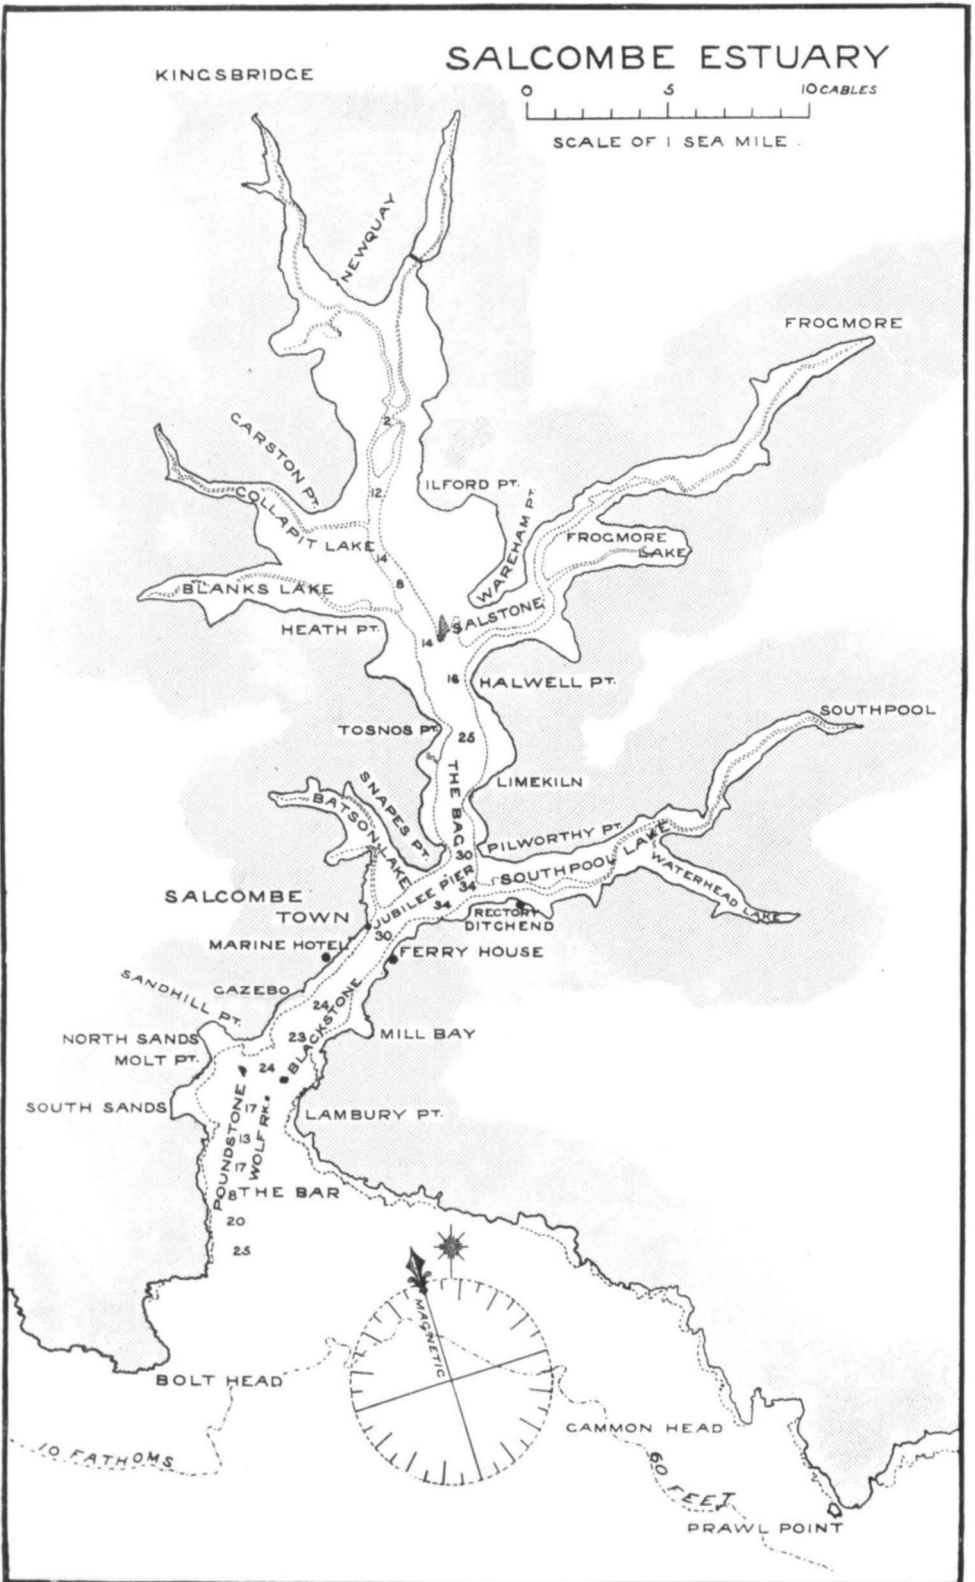 SALCOMBE ESTUARY
KINGSBRIDGE
0 5 10 CABLES
SCALE OF 1 SEA MILE.
NEWQUAY
FROGMORE
2
GARSTON PT.
ILFORD PT.
12
COLLAPIT LAKE
WAREHAM PT.
FROGMORE
LAKE
14
8
BLANKS LAKE
SALSTONE
HEATH PT.
14
16
HALWELL PT.
SOUTHPOOL
TOSNOS PT.
25
THE BAG
LIMEKILN
SNAPES PT.
BATSON LAKE
PILWORTHY PT.
30
SOUTHPOOL LAKE
WATERHEAD LAKE
JUBILEE PIER
34
SALCOMBE
TOWN
34
RECTORY
DITCHEND
30
MARINE HOTEL
FERRY HOUSE
GAZEBO
SANDHILL PT.
24
BLACKSTONE
NORTH SANDS
23
MILL BAY
MOLT PT.
24
SOUTH SANDS
17
LAMBURY PT.
POUNDSTONE
WOLF RK.
13
17
8 THE BAR
20
25
MAGNETIC
BOLT HEAD
GAMMON HEAD
10 FATHOMS
60 FEET
PRAWL POINT